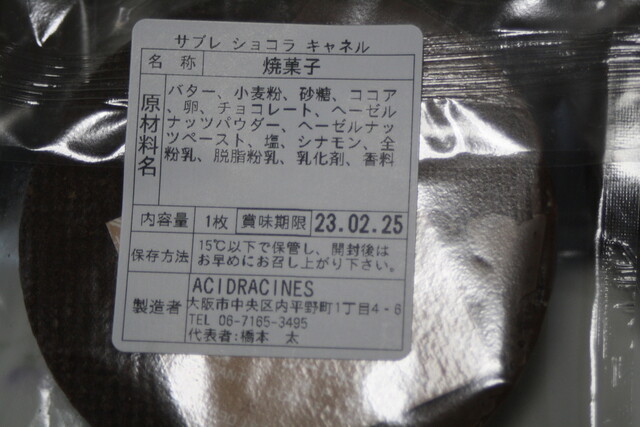 サブレ ショコラ キャネル
名 称 焼菓子
原材料名
バター、小麦粉、砂糖、ココア
、卵、チョコレート、ヘーゼル
ナッツパウダー、ヘーゼルナッ
ツペースト、塩、シナモン、全
粉乳、脱脂粉乳、乳化剤、香料
内容量 1枚 賞味期限 23.02.25
保存方法
15℃以下で保管し、開封後は
お早めにお召し上がり下さい。
製造者
ACIDRACINES
大阪市中央区内平野町1丁目4-6
TEL 06-7165-3495
代表者:橋本 太